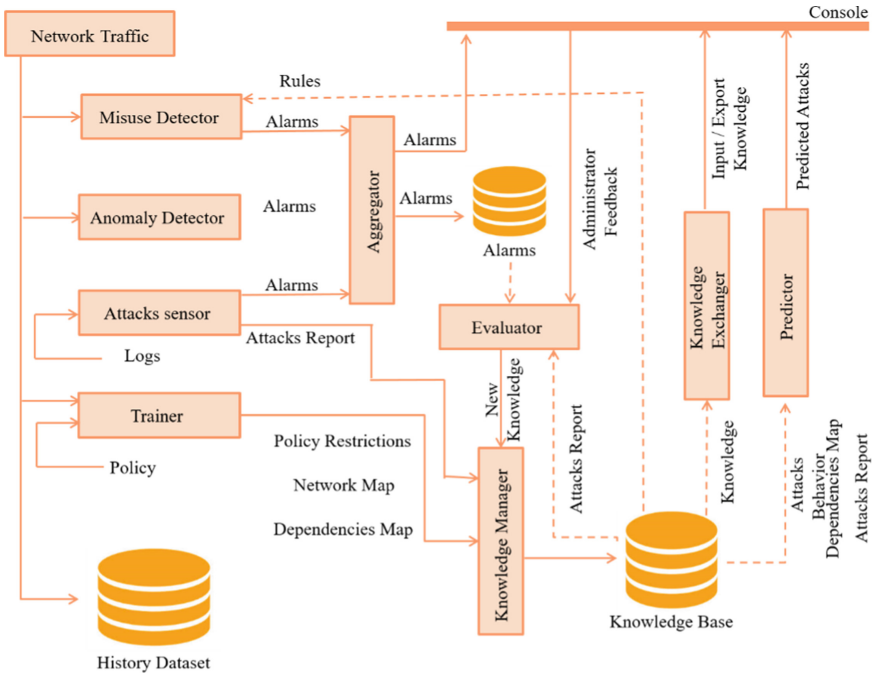 Console
Network Traffic
Rules
Misuse Detector
Alarms
Alarms
Aggregator
Anomaly Detector
Alarms
Alarms
Alarms
Administrator
Feedback
Input / Export
Knowledge
Predicted Attacks
Attacks sensor
Alarms
Attacks Report
Logs
Evaluator
Knowledge
Exchanger
Predictor
Trainer
Policy
Policy Restrictions
Network Map
Dependencies Map
New
Knowledge
Attacks Report
Knowledge Manager
Knowledge
Attacks
Behavior
Dependencies Map
Attacks Report
Knowledge Base
History Dataset